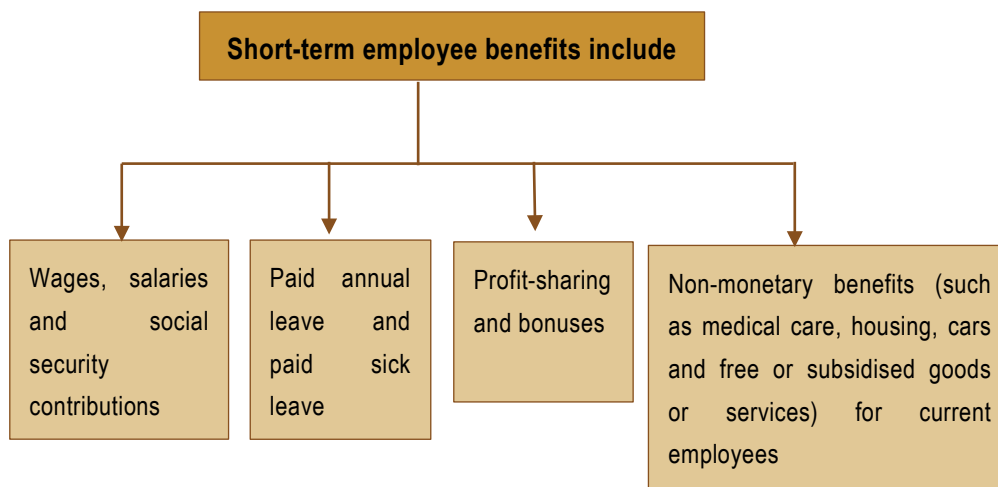 Short-term employee benefits include
Wages, salaries
and social
security
contributions
Paid annual
leave and
paid sick
leave
Profit-sharing
and bonuses
Non-monetary benefits (such
as medical care, housing, cars
and free or subsidised goods
or services) for current
employees